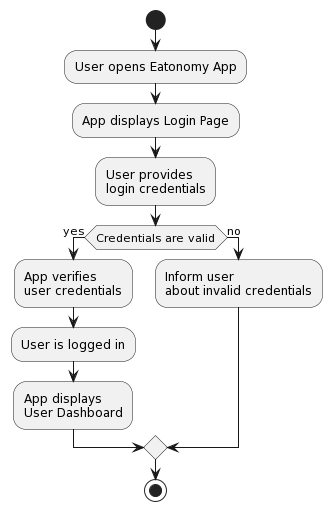 User opens Eatonomy App
App displays Login Page
User provides
login credentials
Credentials are valid
yes
no
App verifies
user credentials
Inform user
about invalid credentials
User is logged in
App displays
User Dashboard